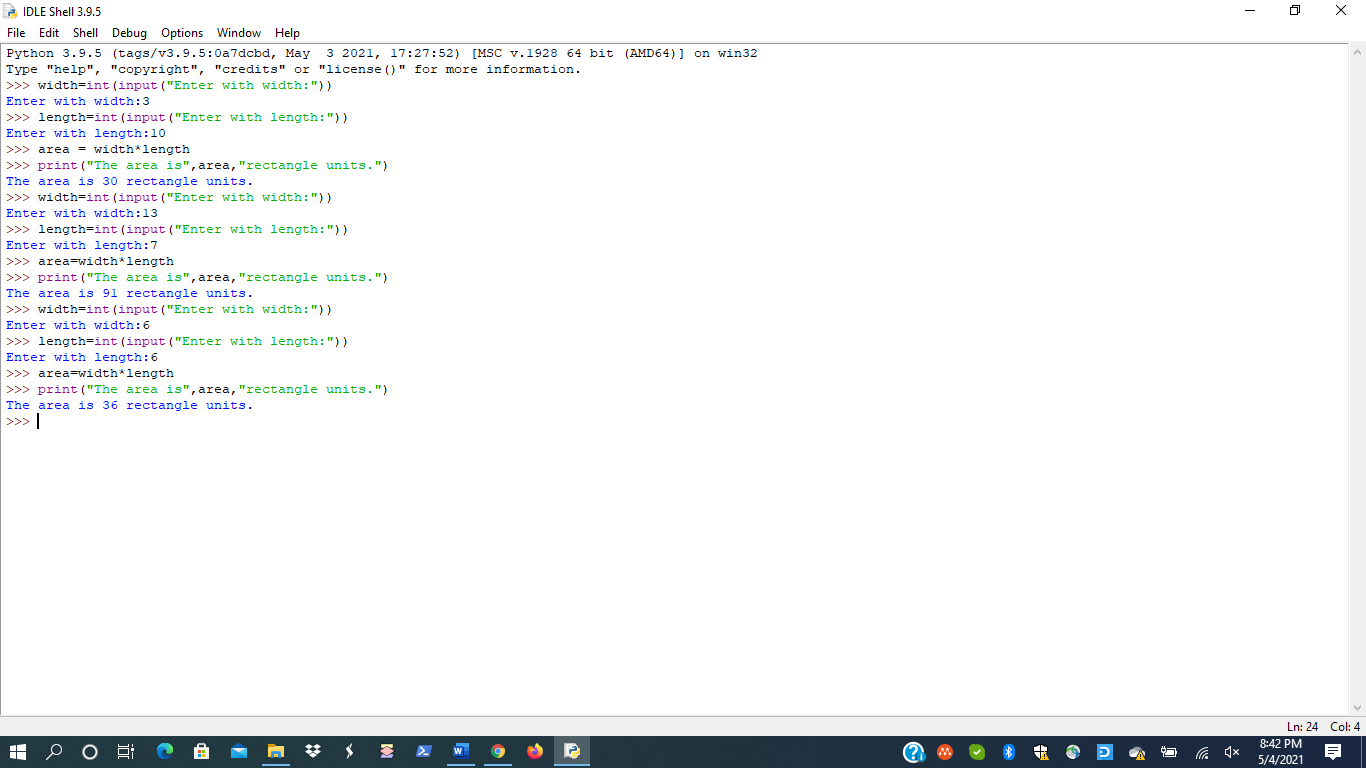 IDLE Shell 3.9.5
File Edit Shell Debug Options Window Help
Python 3.9.5 (tags/v3.9.5:0a7dcbd, May  3 2021, 17:27:52) [MSC v.1928 64 bit (AMD64)] on win32
Type "help", "copyright", "credits" or "license()" for more information.
>>> width=int(input("Enter with width:"))
Enter with width:3
>>> length=int(input("Enter with length:"))
Enter with length:10
>>> area = width*length
>>> print("The area is",area,"rectangle units.")
The area is 30 rectangle units.
>>> width=int(input("Enter with width:"))
Enter with width:13
>>> length=int(input("Enter with length:"))
Enter with length:7
>>> area=width*length
>>> print("The area is",area,"rectangle units.")
The area is 91 rectangle units.
>>> width=int(input("Enter with width:"))
Enter with width:6
>>> length=int(input("Enter with length:"))
Enter with length:6
>>> area=width*length
>>> print("The area is",area,"rectangle units.")
The area is 36 rectangle units.
>>>
Ln: 24 Col: 4
8:42 PM
5/4/2021